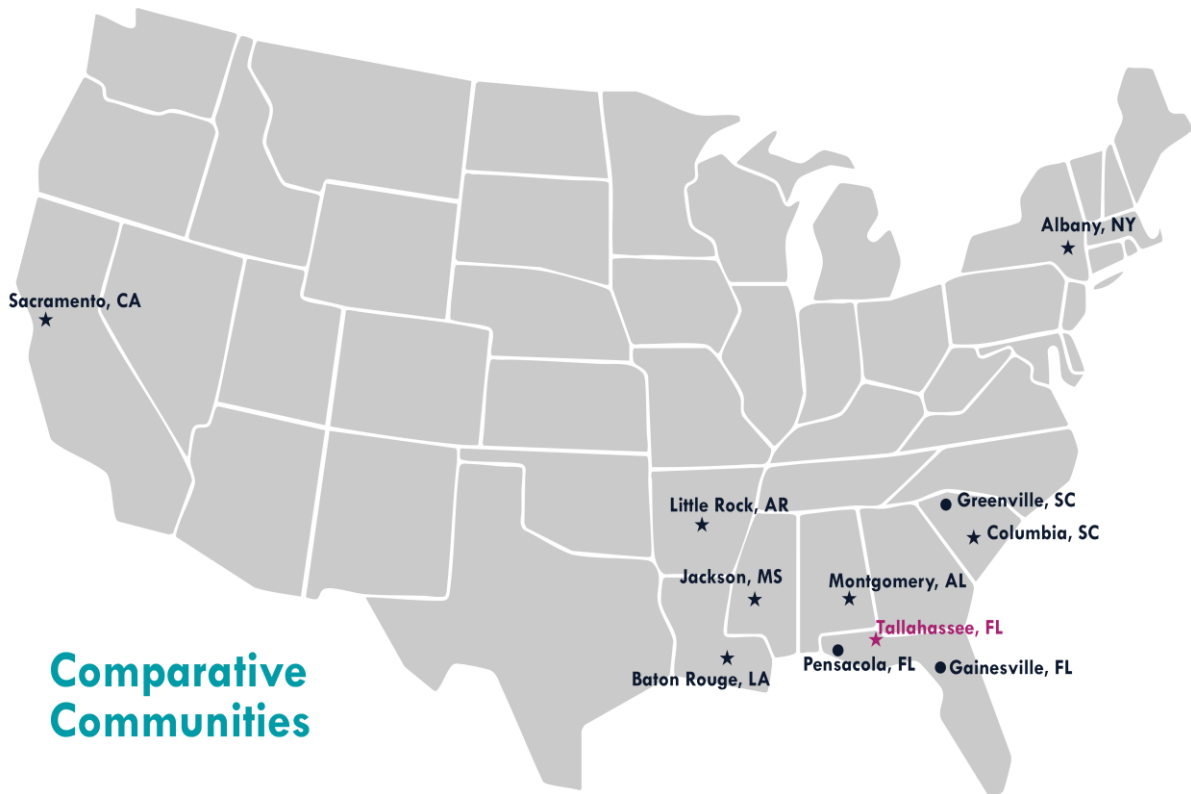 Albany, NY
Sacramento, CA
Little Rock, AR
Greenville, SC
Columbia, SC
Jackson, MS
Montgomery, AL
Tallahassee, FL
Pensacola, FL
Gainesville, FL
Baton Rouge, LA
Comparative
Communities